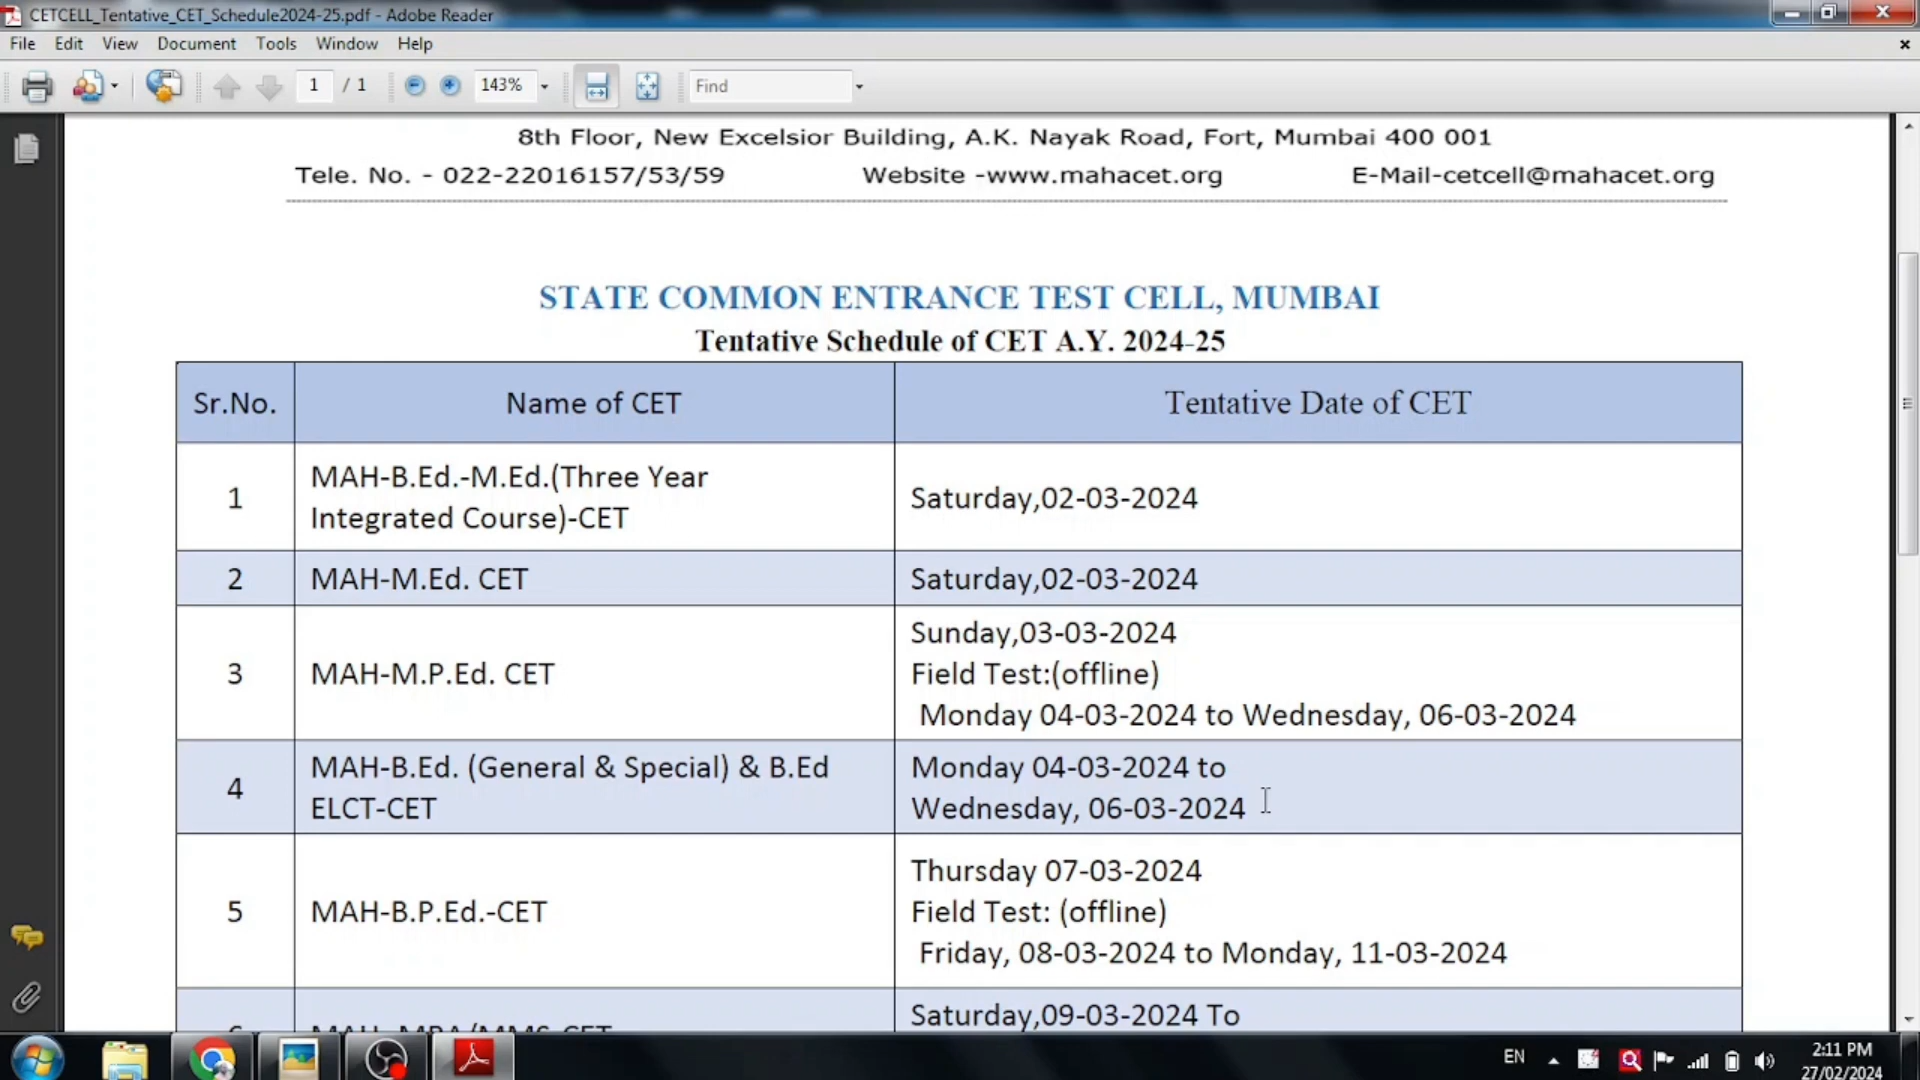 CETCELL_Tentative_CET_Schedule2024-25.pdf - Adobe Reader
File Edit View Document Tools Window Help
1 / 1 143% Find
8th Floor, New Excelsior Building, A.K. Nayak Road, Fort, Mumbai 400 001
Tele. No. - 022-22016157/53/59 Website -www.mahacet.org E-Mail-cetcell@mahacet.org
STATE COMMON ENTRANCE TEST CELL, MUMBAI
Tentative Schedule of CET A.Y. 2024-25
Sr.No. Name of CET Tentative Date of CET
1 MAH-B.Ed.-M.Ed.(Three Year
Integrated Course)-CET
Saturday,02-03-2024
2 MAH-M.Ed. CET Saturday,02-03-2024
3 MAH-M.P.Ed. CET
Sunday,03-03-2024
Field Test:(offline)
Monday 04-03-2024 to Wednesday, 06-03-2024
4 MAH-B.Ed. (General & Special) & B.Ed
ELCT-CET
Monday 04-03-2024 to
Wednesday, 06-03-2024
5 MAH-B.P.Ed.-CET
Thursday 07-03-2024
Field Test: (offline)
Friday, 08-03-2024 to Monday, 11-03-2024
6 MAH-MBA/MMS-CET
Saturday,09-03-2024 To
EN
2:11 PM
27/02/2024